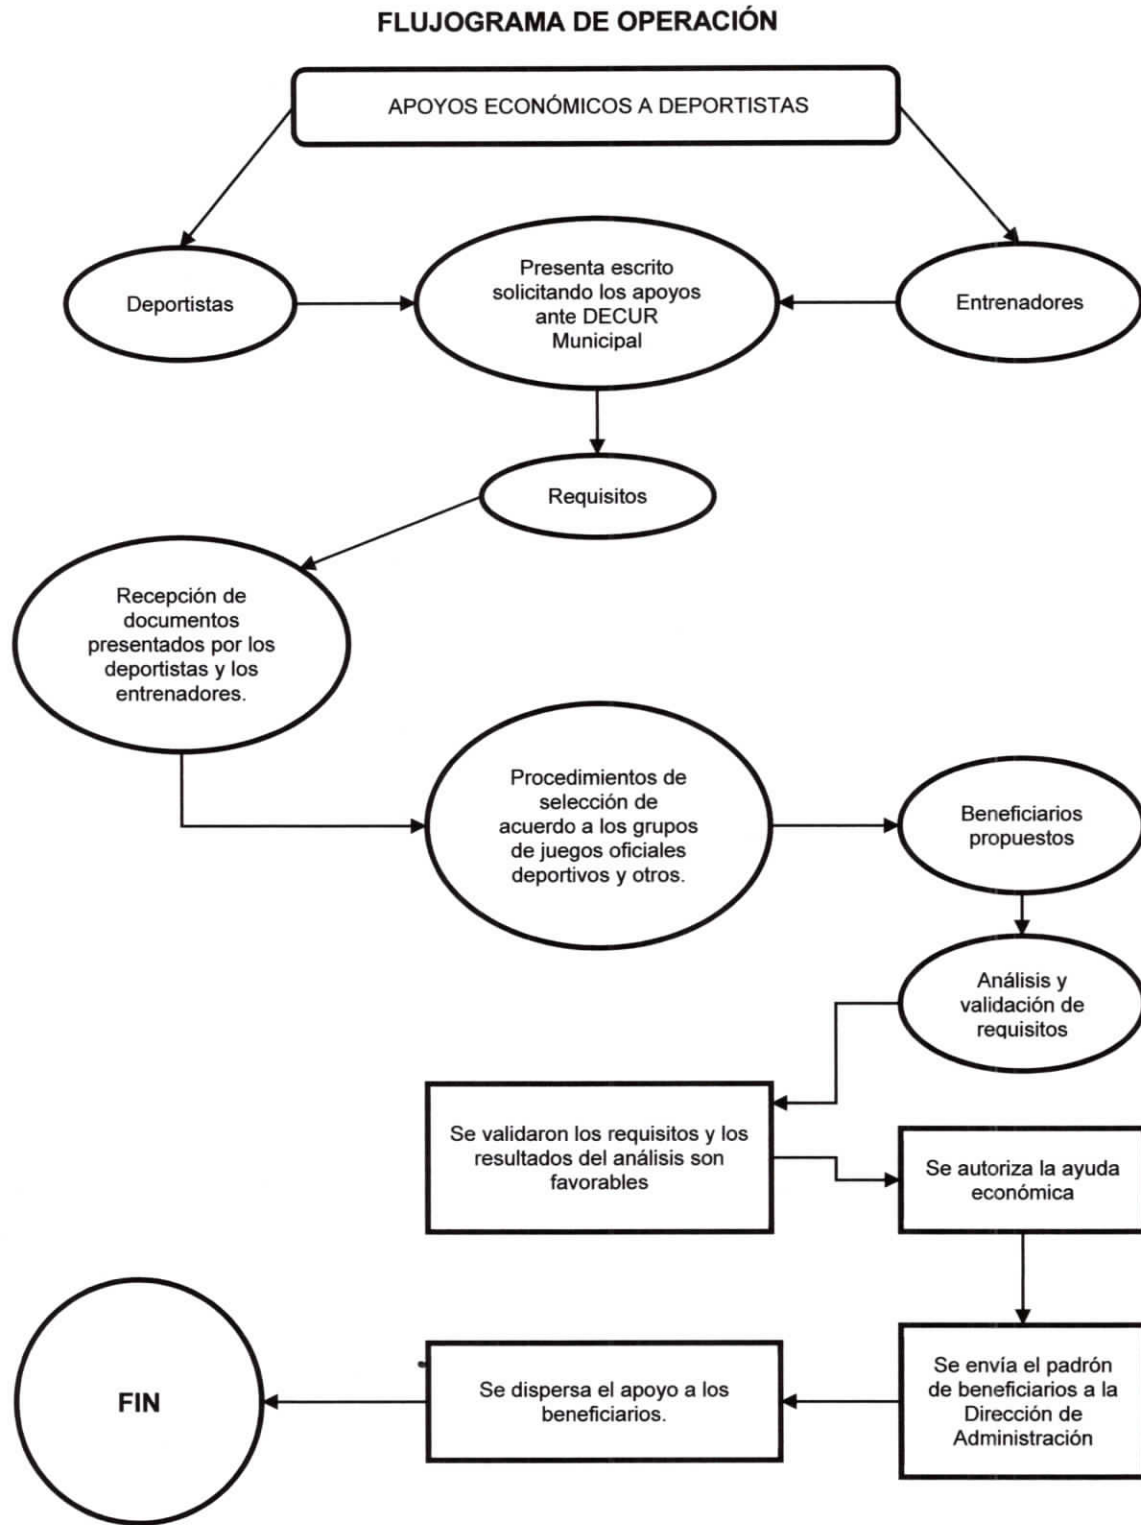 FLUJOGRAMA DE OPERACIÓN
APOYOS ECONÓMICOS A DEPORTISTAS
Deportistas
Presenta escrito
solicitando los apoyos
ante DECUR
Municipal
Entrenadores
Requisitos
Recepción de
documentos
presentados por los
deportistas y los
entrenadores.
Procedimientos de
selección de
acuerdo a los grupos
de juegos oficiales
deportivos y otros.
Beneficiarios
propuestos
Análisis y
validación de
requisitos
Se validaron los requisitos y los
resultados del análisis son
favorables
Se autoriza la ayuda
económica
Se envía el padrón
de beneficiarios a la
Dirección de
Administración
Se dispersa el apoyo a los
beneficiarios.
FIN